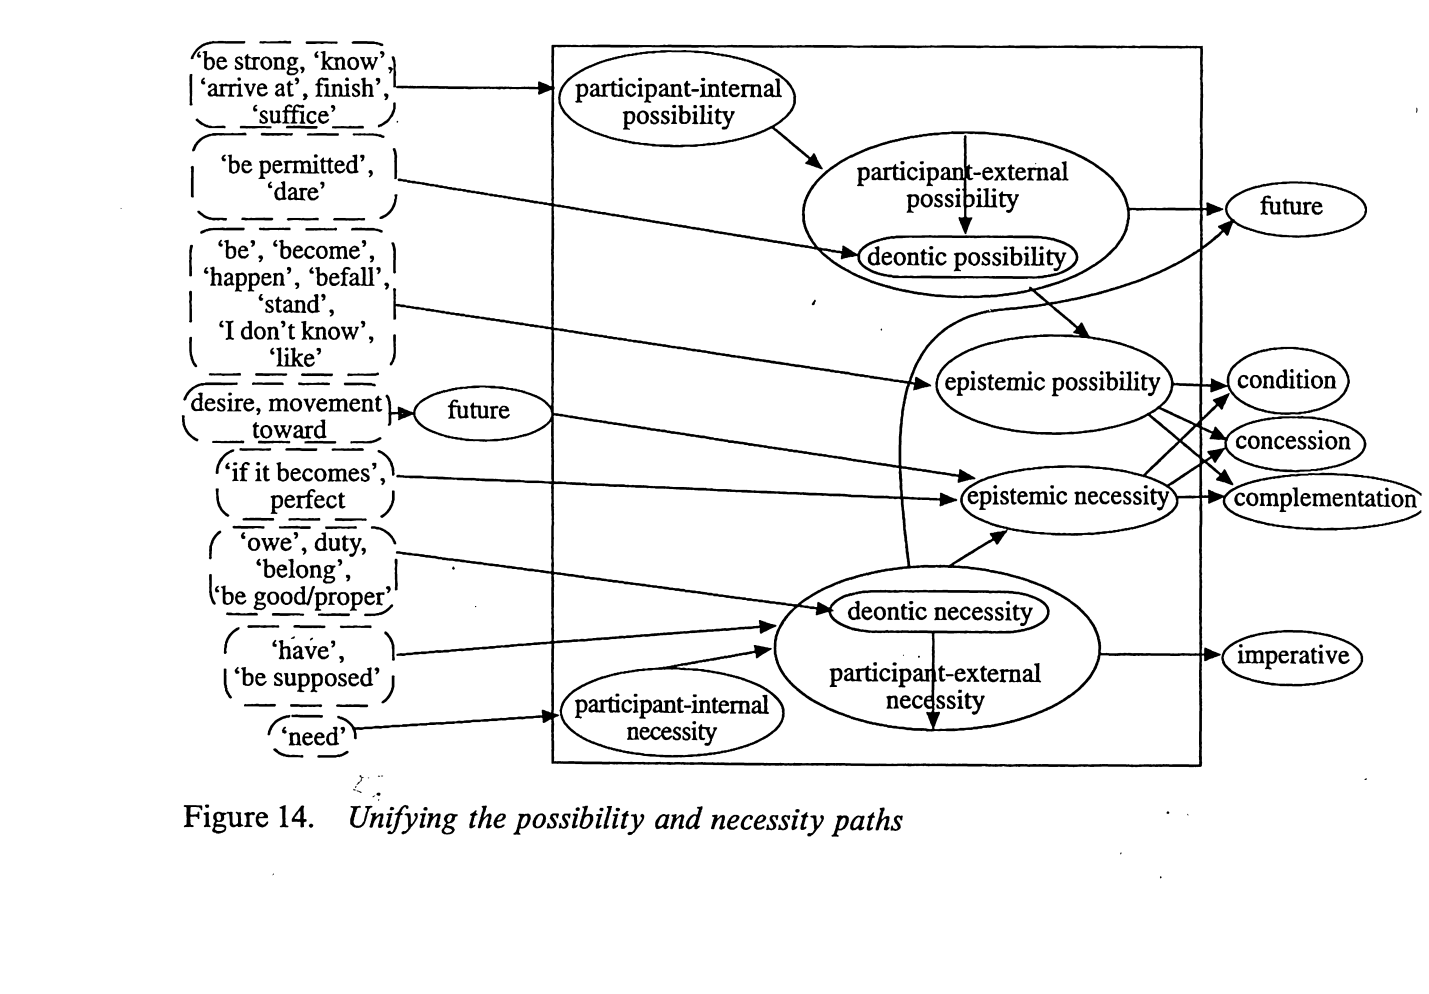 ‘be strong, ‘know’,
‘arrive at’, finish’,
‘suffice’
participant-internal
possibility
‘be permitted’,
‘dare’
participant-external
possibility
deontic possibility
future
‘be’, ‘become’,
‘happen’, ‘befall’,
‘stand’,
‘I don’t know’,
‘like’
epistemic possibility
condition
desire, movement
toward
future
concession
‘if it becomes’,
perfect
epistemic necessity
complementation
‘owe’, duty,
‘belong’,
‘be good/proper’
deontic necessity
‘have’,
‘be supposed’
participant-external
necessity
imperative
participant-internal
necessity
‘need’
Figure 14. Unifying the possibility and necessity paths